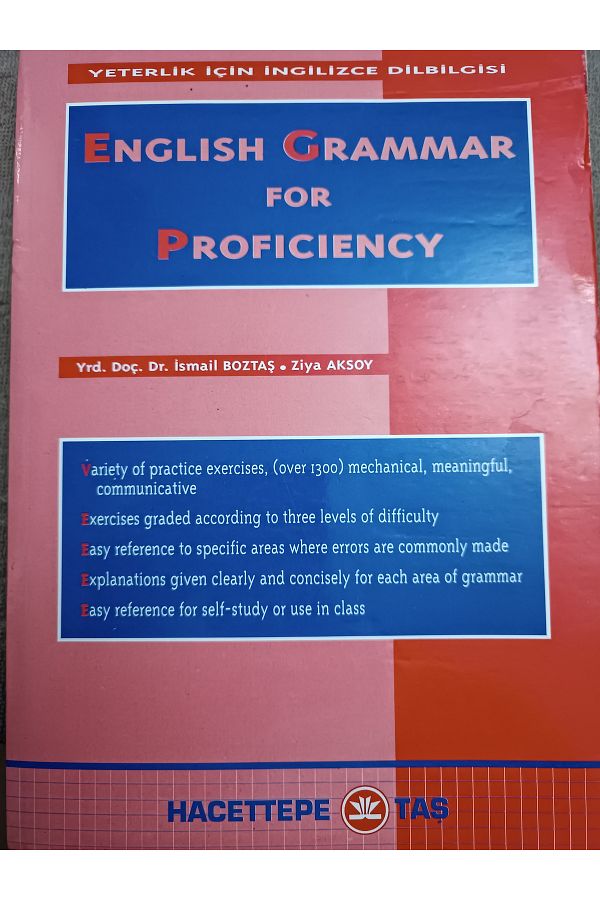 YETERLİK İÇİN İNGİLİZCE DİLBİLGİSİ
ENGLISH GRAMMAR
FOR
PROFICIENCY
Yrd. Doç. Dr. İsmail BOZTAŞ • Ziya AKSOY
Variety of practice exercises, (over 1300) mechanical, meaningful,
communicative
Exercises graded according to three levels of difficulty
Easy reference to specific areas where errors are commonly made
Explanations given clearly and concisely for each area of grammar
Easy reference for self-study or use in class
HACETTEPE TAŞ